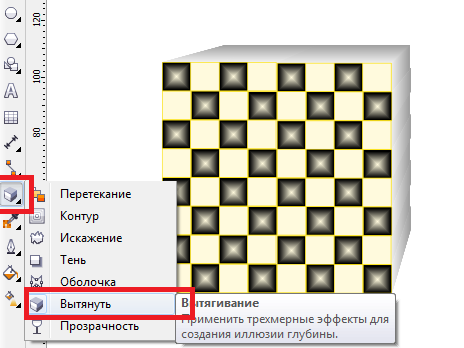 120
100
80
Перетекание
Контур
Искажение
Тень
Оболочка
Вытянуть
Прозрачность
Вытягивание
Применить трехмерные эффекты для
создания иллюзии глубины.